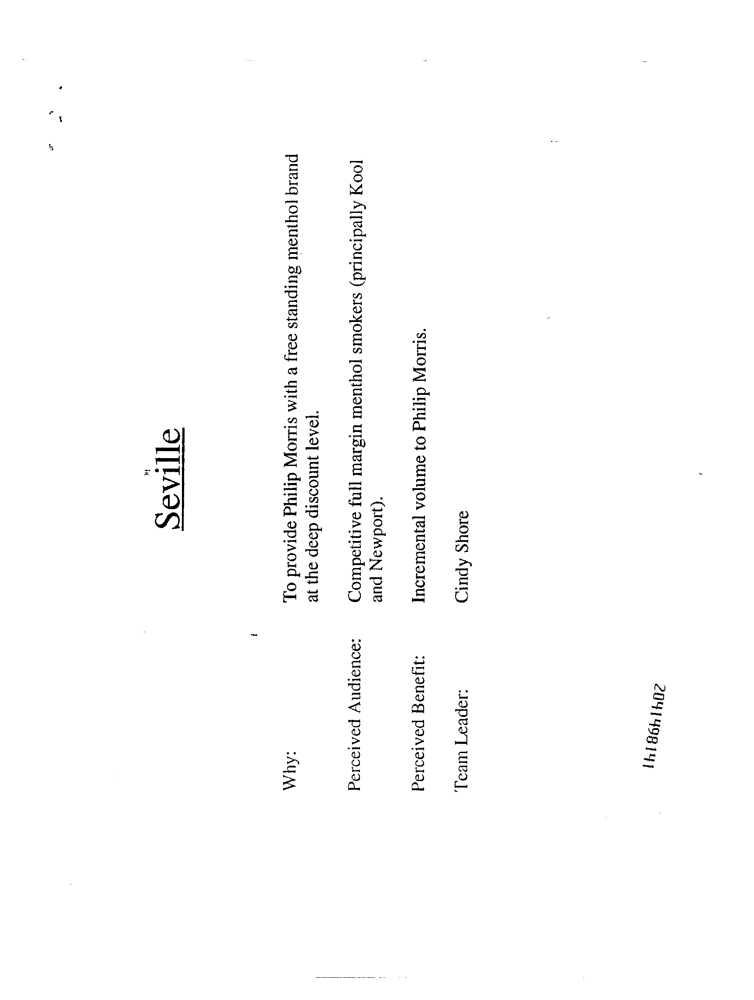 Seville
Why: To provide Philip Morris with a free standing menthol brand
at the deep discount level.
Perceived Audience: Competitive full margin menthol smokers (principally Kool
and Newport).
Perceived Benefit: Incremental volume to Philip Morris.
Team Leader: Cindy Shore
2041498141